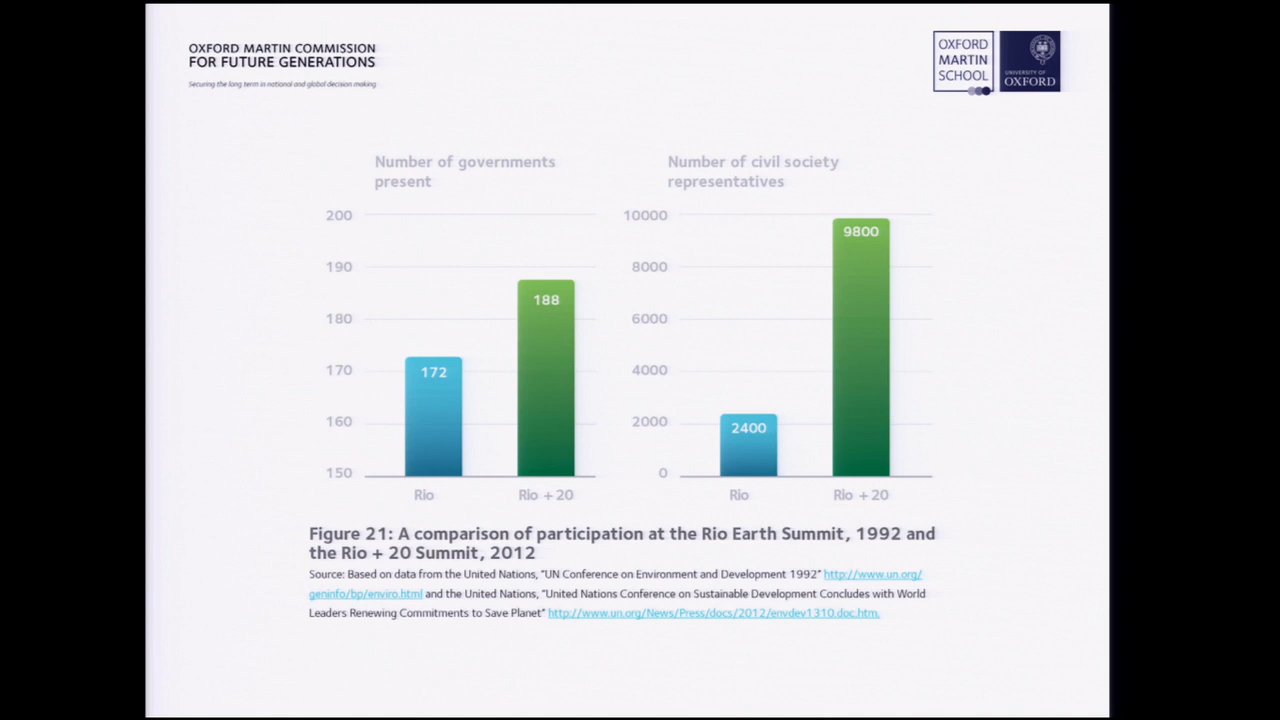 OXFORD MARTIN COMMISSION
FOR FUTURE GENERATIONS
Securing the long term in national and global decision making
OXFORD
MARTIN
SCHOOL
UNIVERSITY OF
OXFORD
Number of governments
present
200
190
180
170
160
150
172
188
Rio
Rio + 20
Number of civil society
representatives
10000
8000
6000
4000
2000
0
2400
9800
Rio
Rio + 20
Figure 21: A comparison of participation at the Rio Earth Summit, 1992 and
the Rio + 20 Summit, 2012
Source: Based on data from the United Nations, "UN Conference on Environment and Development 1992" http://www.un.org/
geninfo/bp/enviro.html and the United Nations, "United Nations Conference on Sustainable Development Concludes with World
Leaders Renewing Commitments to Save Planet" http://www.un.org/News/Press/docs/2012/envdev1310.doc.htm.